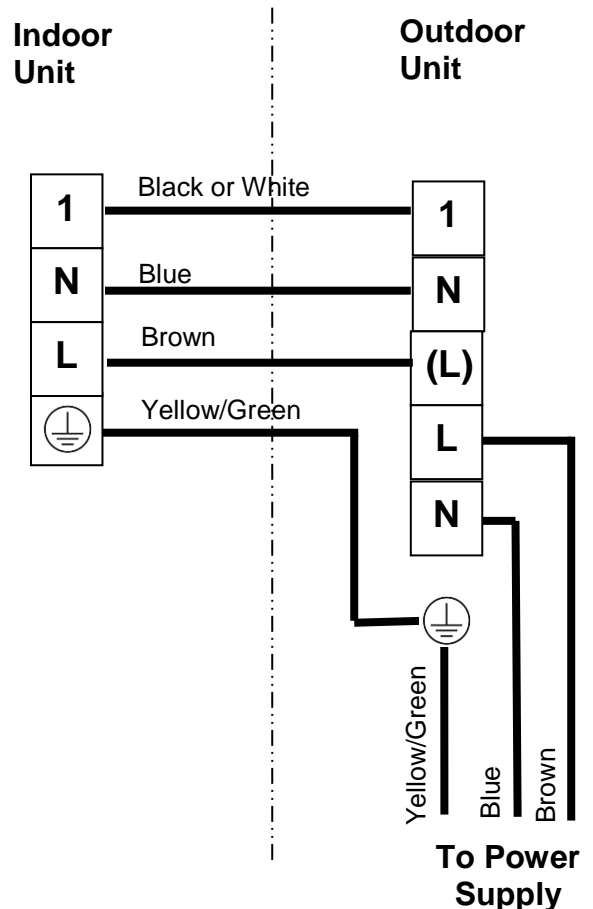 Indoor
Unit
Outdoor
Unit
Black or White
1
1
Blue
N
N
Brown
L
(L)
Yellow/Green
L
N
Yellow/Green
Blue
Brown
To Power
Supply